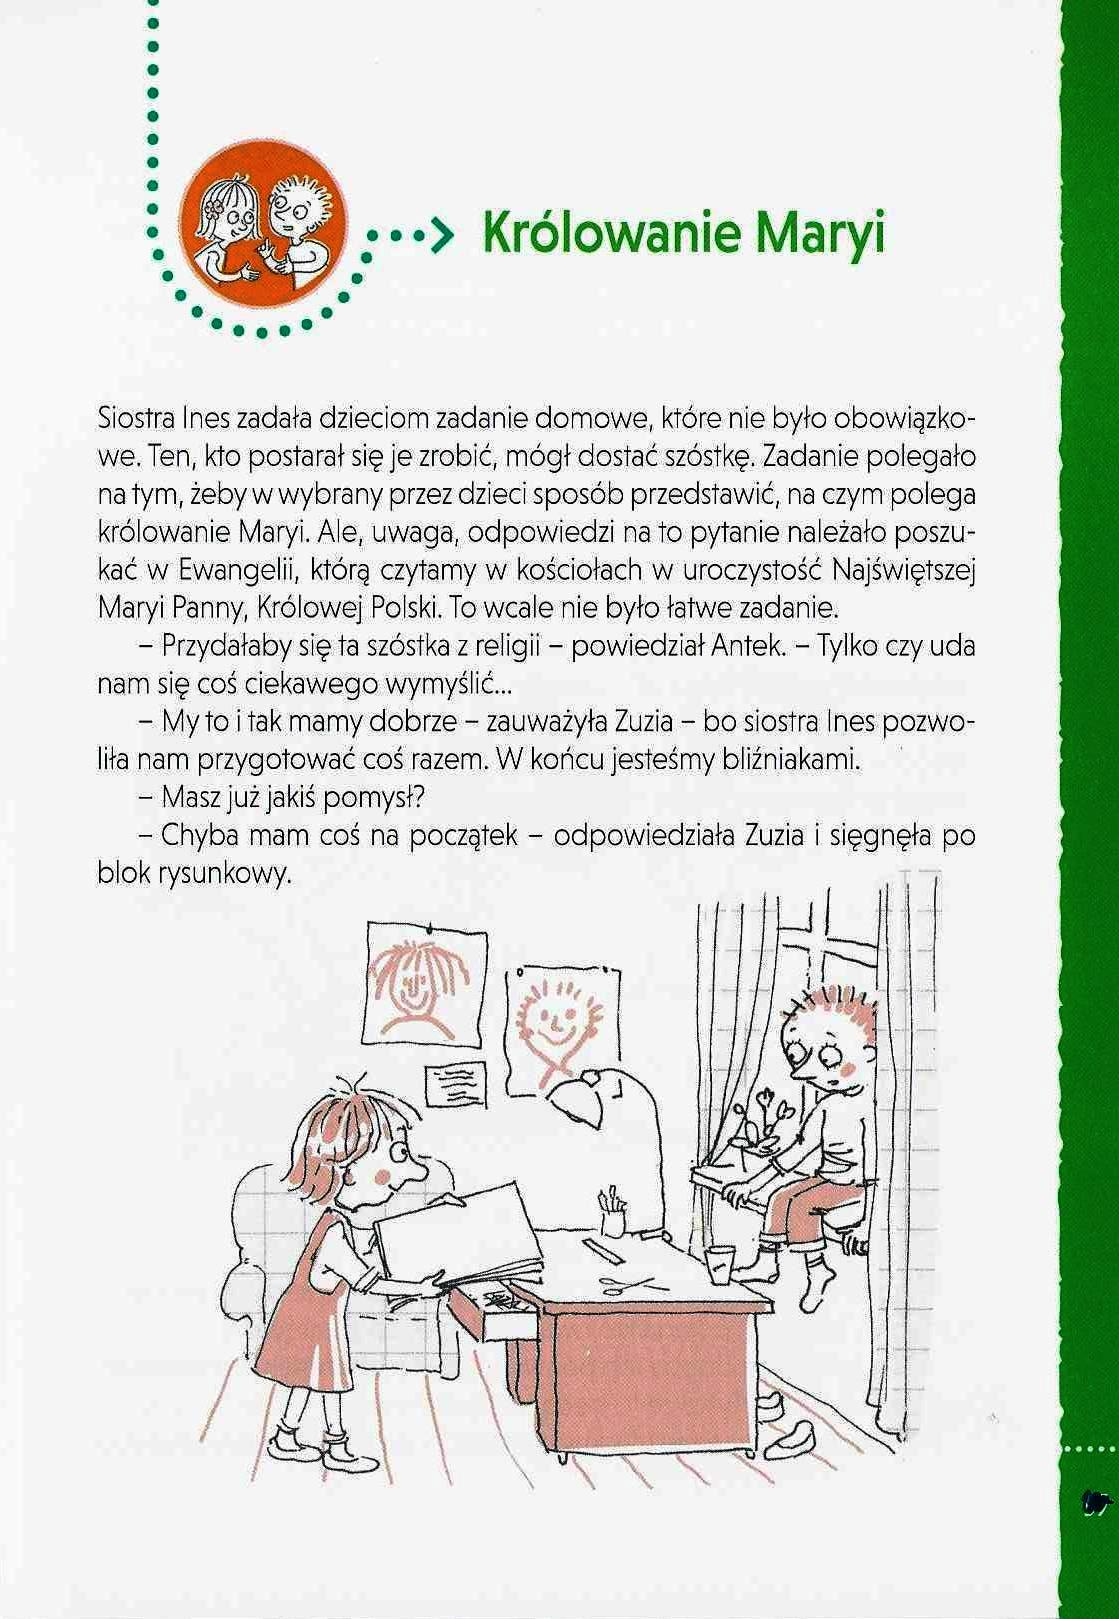 Królowanie Maryi
Siostra Ines zadała dzieciom zadanie domowe, które nie było obowiązko-
we. Ten, kto postarał się je zrobić, mógł dostać szóstkę. Zadanie polegało
na tym, żeby w wybrany przez dzieci sposób przedstawić, na czym polega
królowanie Maryi. Ale, uwaga, odpowiedzi na to pytanie należało poszu-
kać w Ewangelii, którą czytamy w kościołach w uroczystość Najświętszej
Maryi Panny, Królowej Polski. To wcale nie było łatwe zadanie.
– Przydałaby się ta szóstka z religii – powiedział Antek. – Tylko czy uda
nam się coś ciekawego wymyślić...
– My to i tak mamy dobrze – zauważyła Zuzia – bo siostra Ines pozwo-
liła nam przygotować coś razem. W końcu jesteśmy bliźniakami.
– Masz już jakiś pomysł?
– Chyba mam coś na początek – odpowiedziała Zuzia i sięgnęła po
blok rysunkowy.